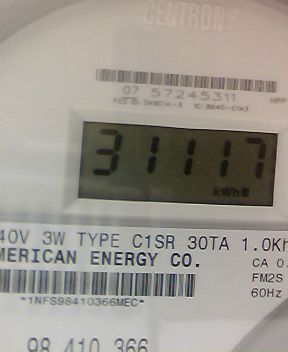 CENTRON®
07 57245311
31117
kWh
40V 3W TYPE C1SR 30TA 1.0Kh
MERICAN ENERGY CO.
CA 0.
FM2S
*1NFS98410366MEC*
60Hz
98 410 366